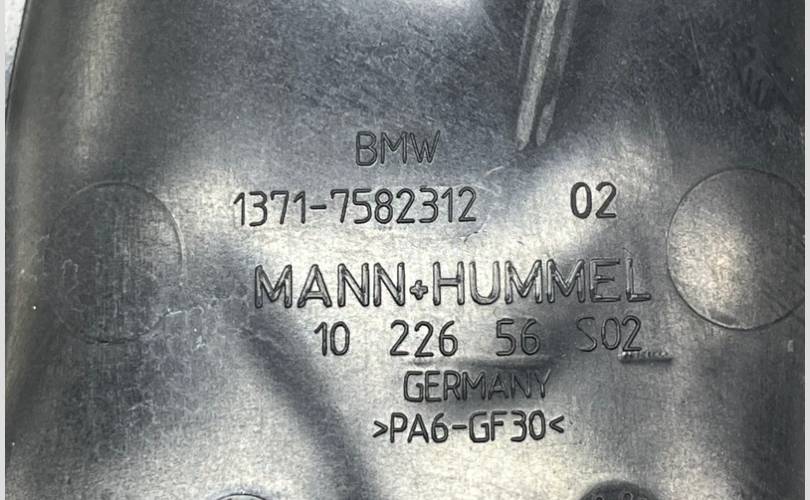 BMW
1371-7582312 02
MANN+HUMMEL
10 226 56 S02
GERMANY
>PA6-GF30<